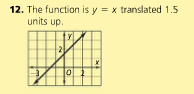 12. The function is y = x translated 1.5
units up.
y
2
x
-3
O
2